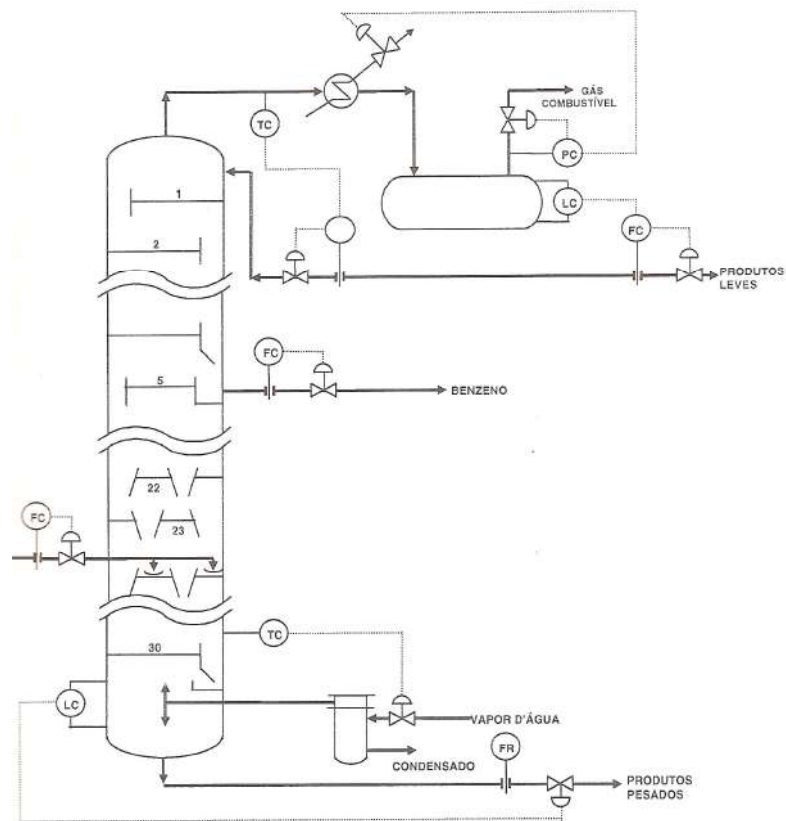 GÁS
COMBUSTÍVEL
TC
PC
1
LC
FC
2
PRODUTOS
LEVES
FC
5
BENZENO
22
FC
23
TC
30
LC
VAPOR D'ÁGUA
FR
CONDENSADO
PRODUTOS
PESADOS